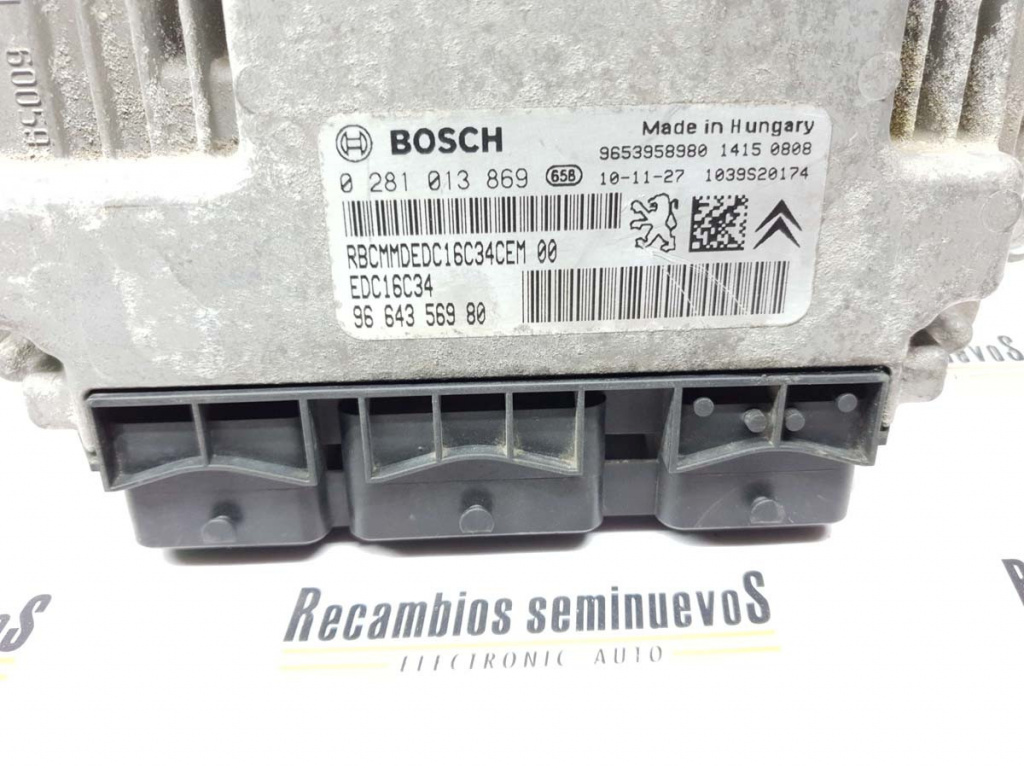 BOSCH
Made in Hungary
9653958980 1415 0808
0 281 013 869 65B 10-11-27 1039S20174
RBCMMDEDC16C34CEM 00
EDC16C34
96 643 569 80
Recambios seminuevoS
ELECTRONIC AUTO